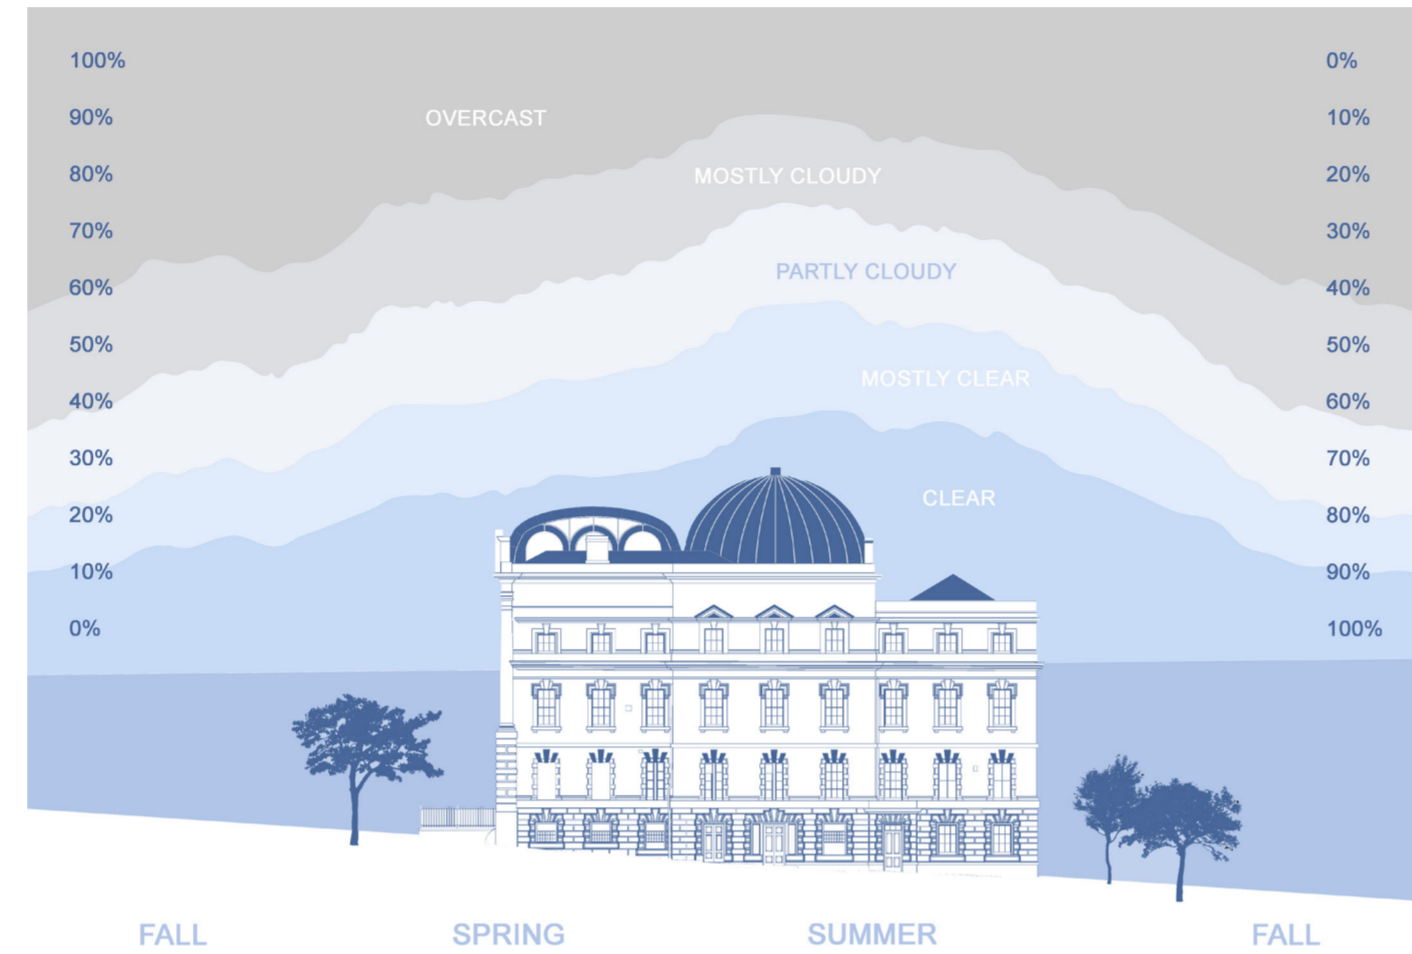 100% 0%
90% OVERCAST 10%
80% MOSTLY CLOUDY 20%
70% 30%
PARTLY CLOUDY
60% 40%
50% 50%
MOSTLY CLEAR
40% 60%
30% 70%
CLEAR
20% 80%
10% 90%
0% 100%
FALL SPRING SUMMER FALL